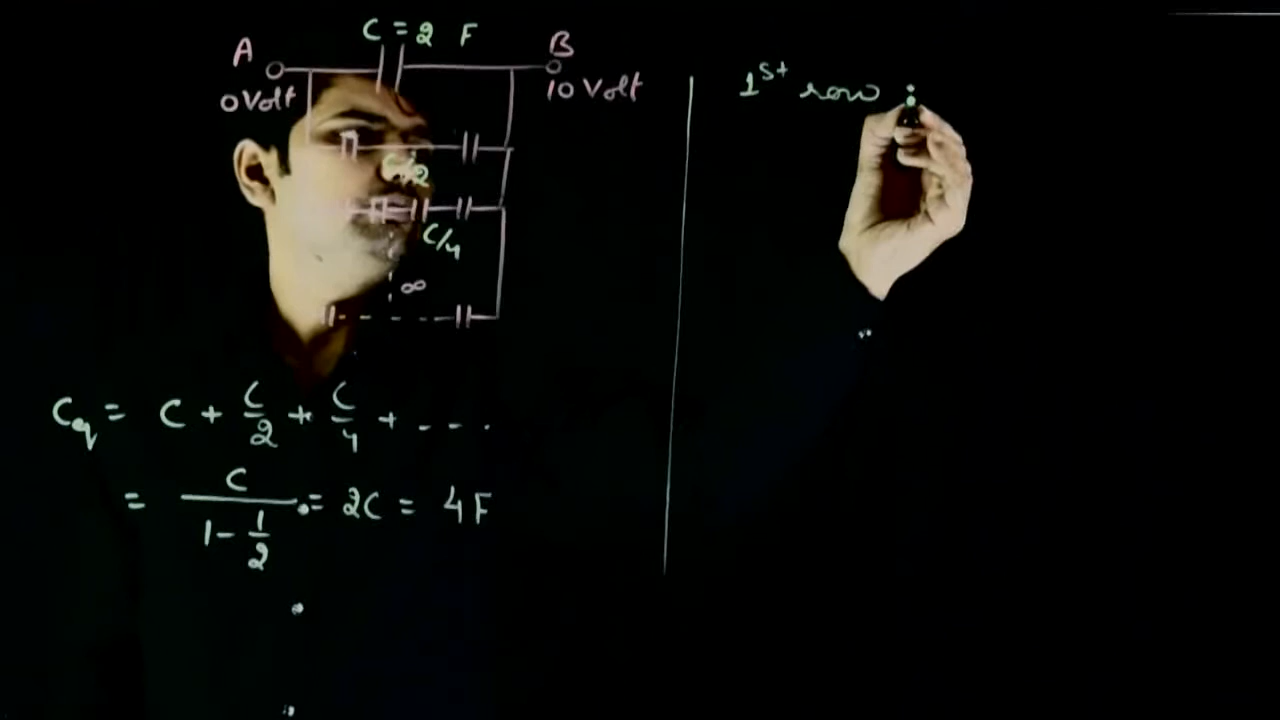 C = 2 F
A B
0 Volt 10 Volt
C/2
C/4
∞
Ceq = C + C/2 + C/4 + - - - .
= C/(1 - 1/2) = 2C = 4F
1st row :